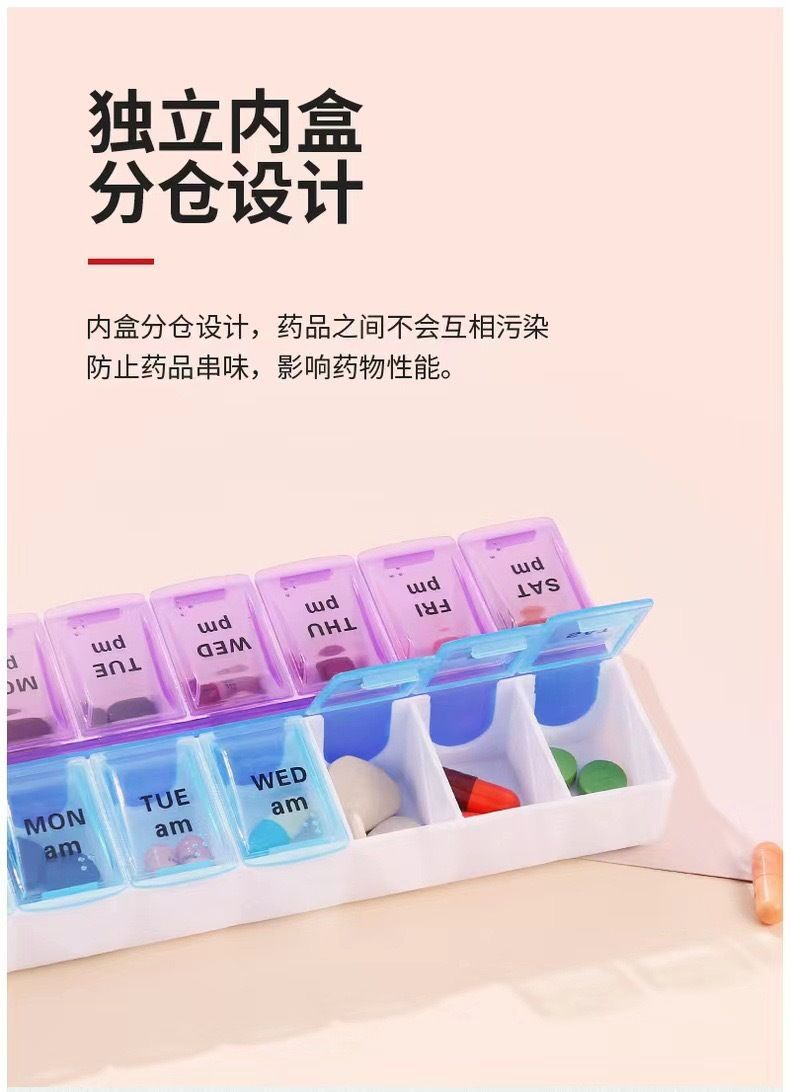 独立内盒
分仓设计
内盒分仓设计，药品之间不会互相污染
防止药品串味，影响药物性能。
SAT
pm
FRI
pm
THU
pm
WED
pm
TUE
pm
MON
am
TUE
am
WED
am